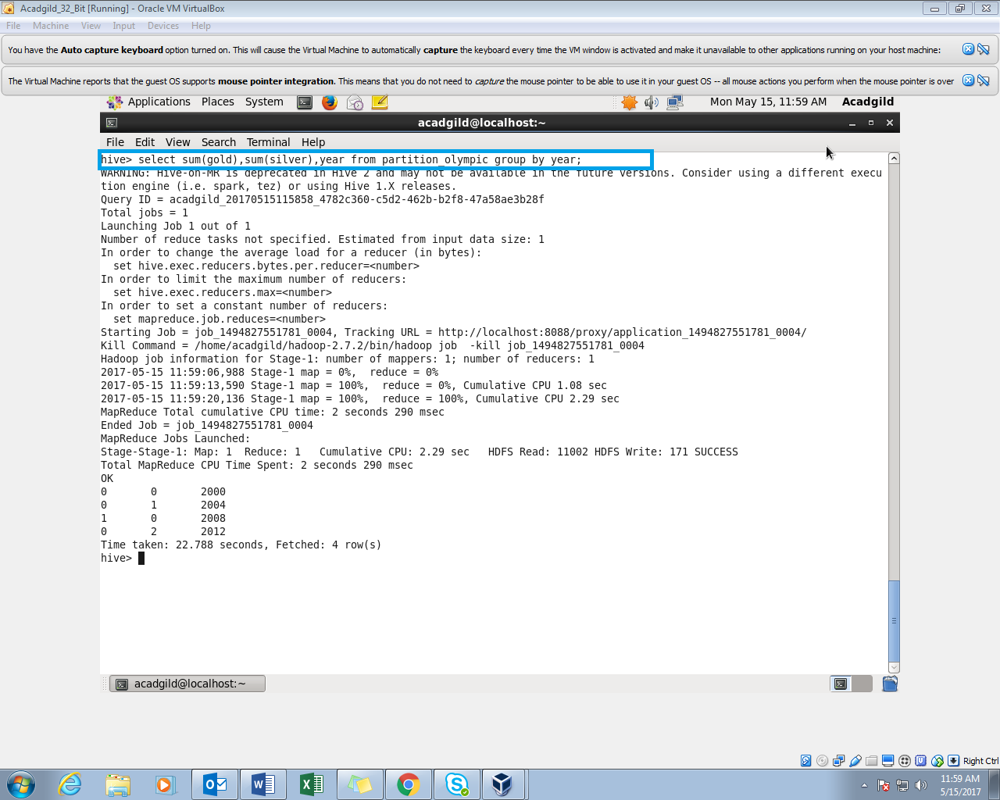 Acadgild_32_Bit [Running] - Oracle VM VirtualBox
File Machine View Input Devices Help
You have the Auto capture keyboard option turned on. This will cause the Virtual Machine to automatically capture the keyboard every time the VM window is activated and make it unavailable to other applications running on your host machine:
The Virtual Machine reports that the guest OS supports mouse pointer integration. This means that you do not need to capture the mouse pointer to be able to use it in your guest OS -- all mouse actions you perform when the mouse pointer is over
Applications Places System Mon May 15, 11:59 AM Acadgild
acadgild@localhost:~
File Edit View Search Terminal Help
hive> select sum(gold),sum(silver),year from partition_olympic group by year;
WARNING: Hive-on-MR is deprecated in Hive 2 and may not be available in the future versions. Consider using a different execu
tion engine (i.e. spark, tez) or using Hive 1.X releases.
Query ID = acadgild_20170515115858_4782c360-c5d2-462b-b2f8-47a58ae3b28f
Total jobs = 1
Launching Job 1 out of 1
Number of reduce tasks not specified. Estimated from input data size: 1
In order to change the average load for a reducer (in bytes):
  set hive.exec.reducers.bytes.per.reducer=<number>
In order to limit the maximum number of reducers:
  set hive.exec.reducers.max=<number>
In order to set a constant number of reducers:
  set mapreduce.job.reduces=<number>
Starting Job = job_1494827551781_0004, Tracking URL = http://localhost:8088/proxy/application_1494827551781_0004/
Kill Command = /home/acadgild/hadoop-2.7.2/bin/hadoop job  -kill job_1494827551781_0004
Hadoop job information for Stage-1: number of mappers: 1; number of reducers: 1
2017-05-15 11:59:06,988 Stage-1 map = 0%,  reduce = 0%
2017-05-15 11:59:13,590 Stage-1 map = 100%,  reduce = 0%, Cumulative CPU 1.08 sec
2017-05-15 11:59:20,136 Stage-1 map = 100%,  reduce = 100%, Cumulative CPU 2.29 sec
MapReduce Total cumulative CPU time: 2 seconds 290 msec
Ended Job = job_1494827551781_0004
MapReduce Jobs Launched:
Stage-Stage-1: Map: 1  Reduce: 1   Cumulative CPU: 2.29 sec   HDFS Read: 11002 HDFS Write: 171 SUCCESS
Total MapReduce CPU Time Spent: 2 seconds 290 msec
OK
0       0       2000
0       1       2004
1       0       2008
0       2       2012
Time taken: 22.788 seconds, Fetched: 4 row(s)
hive>
acadgild@localhost:~
Right Ctrl
11:59 AM
5/15/2017